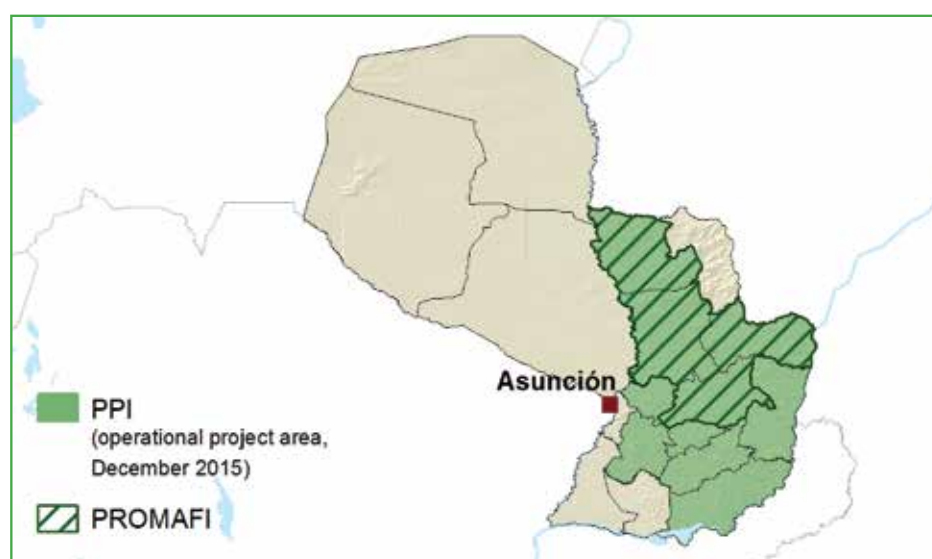 Asunción
PPI
(operational project area,
December 2015)
PROMAFI